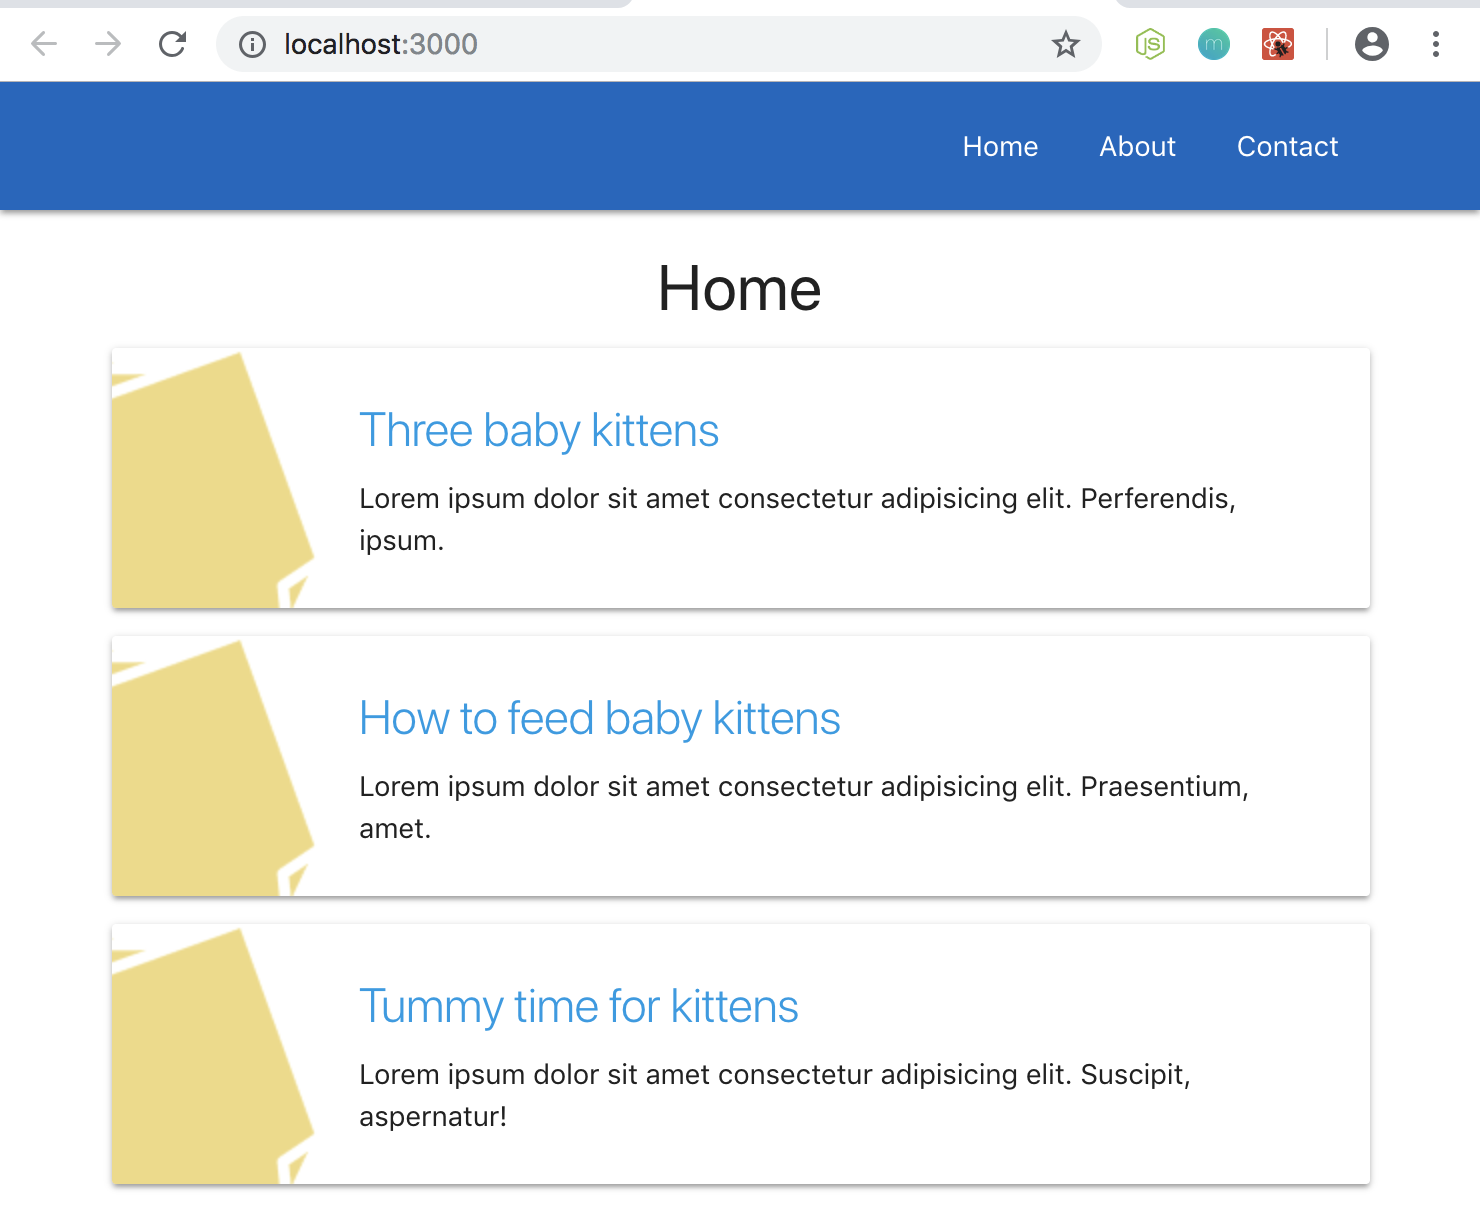 localhost:3000
JS
m
Home About Contact
Home
Three baby kittens
Lorem ipsum dolor sit amet consectetur adipisicing elit. Perferendis,
ipsum.
How to feed baby kittens
Lorem ipsum dolor sit amet consectetur adipisicing elit. Praesentium,
amet.
Tummy time for kittens
Lorem ipsum dolor sit amet consectetur adipisicing elit. Suscipit,
aspernatur!